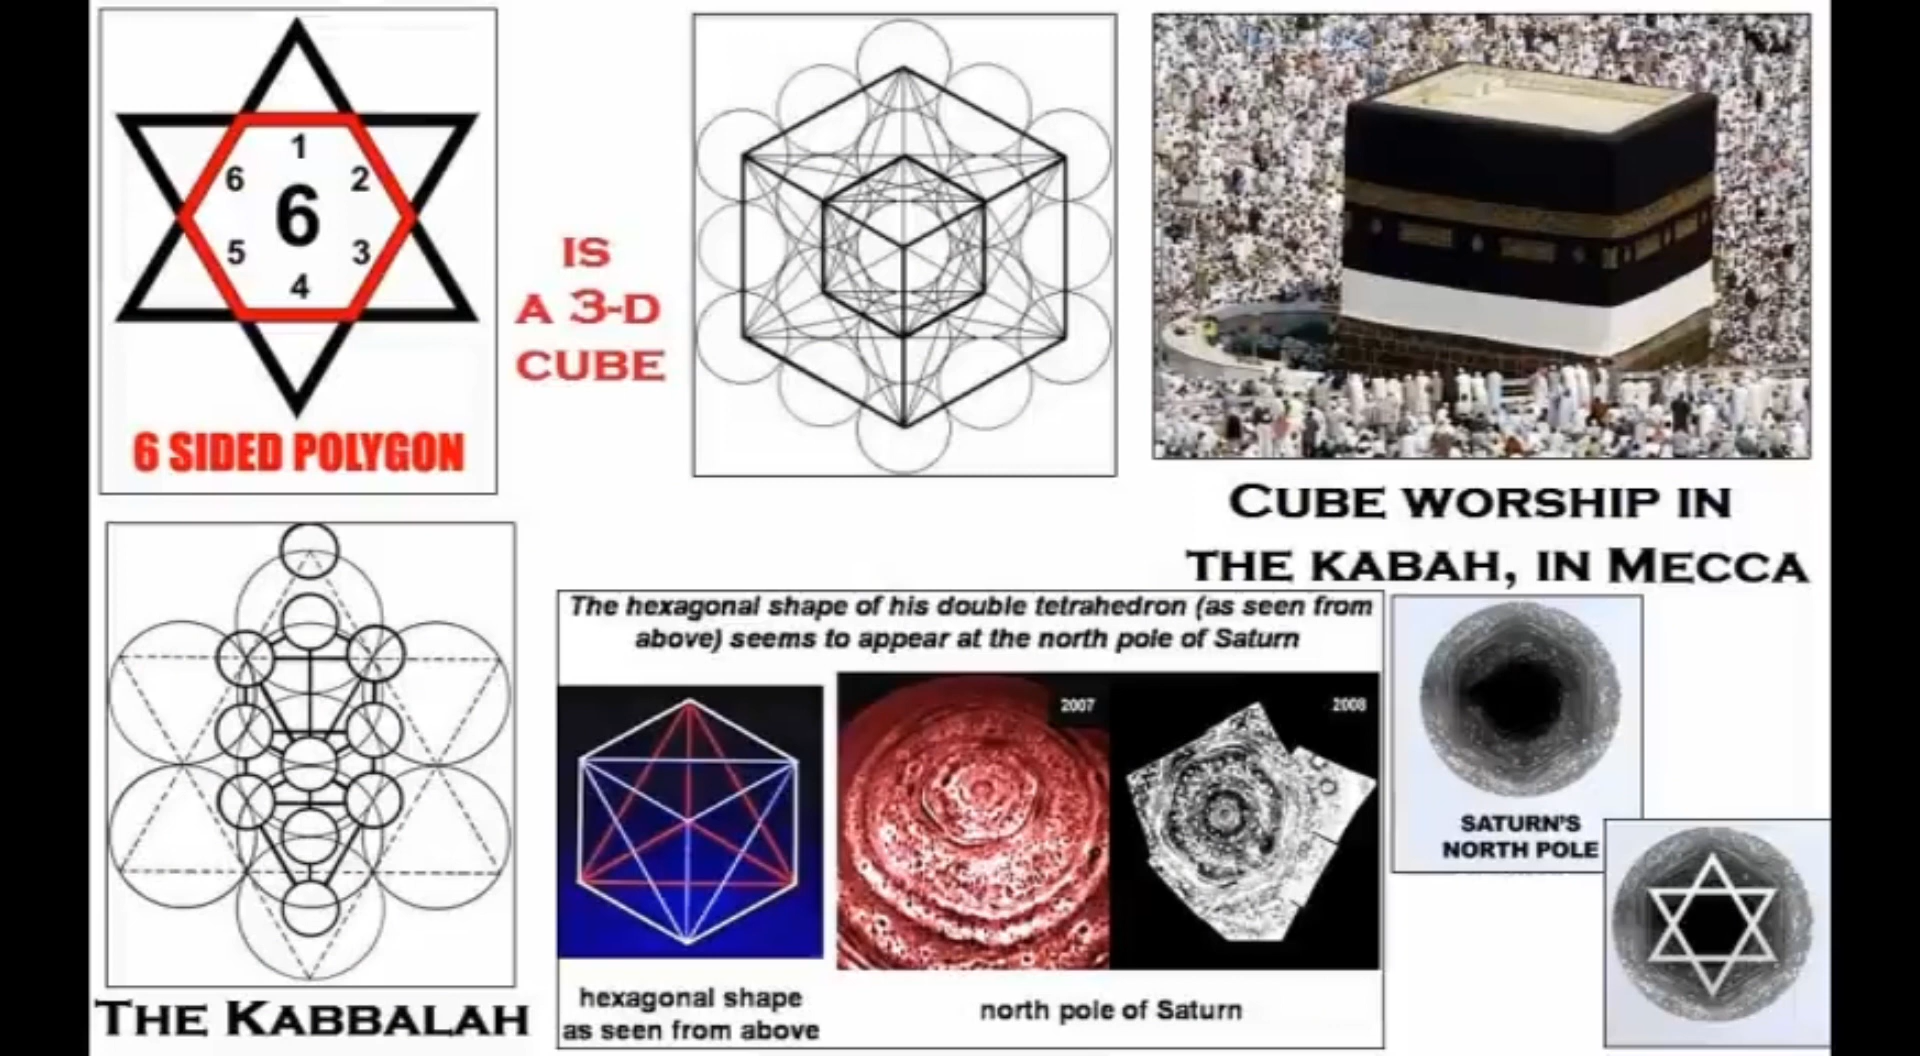 1
6
2
6
5
3
4
6 SIDED POLYGON
IS
A 3-D
CUBE
CUBE WORSHIP IN
THE KABAH, IN MECCA
THE KABBALAH
The hexagonal shape of his double tetrahedron (as seen from
above) seems to appear at the north pole of Saturn
2007
2008
hexagonal shape
as seen from above
north pole of Saturn
SATURN'S
NORTH POLE